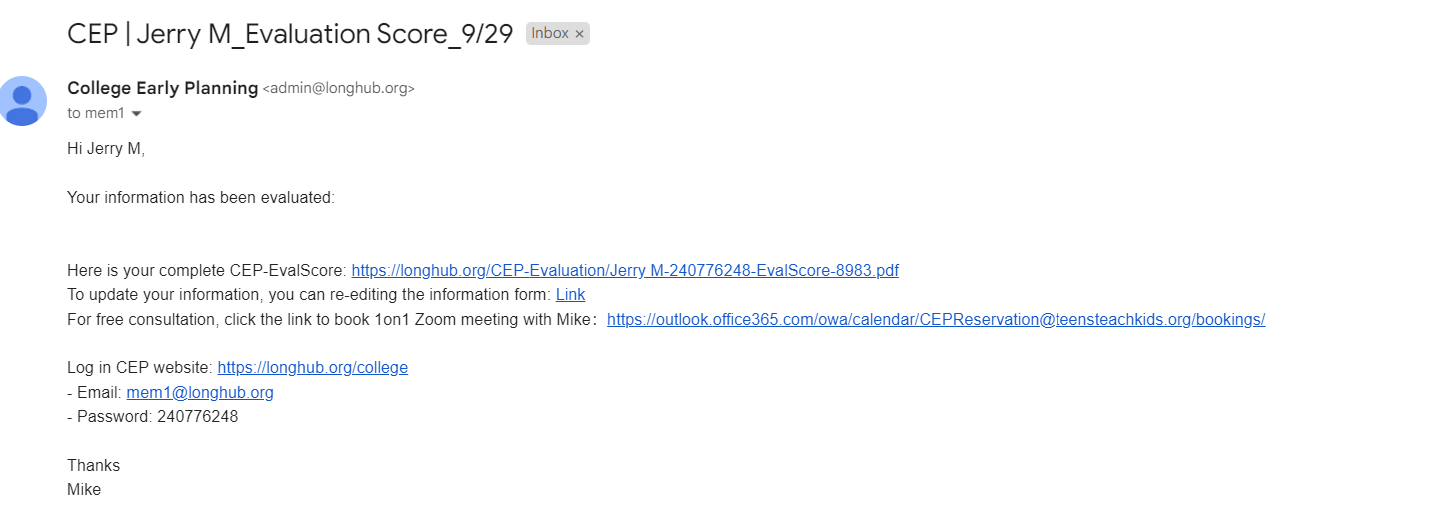 CEP | Jerry M_Evaluation Score_9/29 Inbox ×
College Early Planning <admin@longhub.org>
to mem1
Hi Jerry M,
Your information has been evaluated:
Here is your complete CEP-EvalScore: https://longhub.org/CEP-Evaluation/Jerry M-240776248-EvalScore-8983.pdf
To update your information, you can re-editing the information form: Link
For free consultation, click the link to book 1on1 Zoom meeting with Mike： https://outlook.office365.com/owa/calendar/CEPReservation@teensteachkids.org/bookings/
Log in CEP website: https://longhub.org/college
- Email: mem1@longhub.org
- Password: 240776248
Thanks
Mike